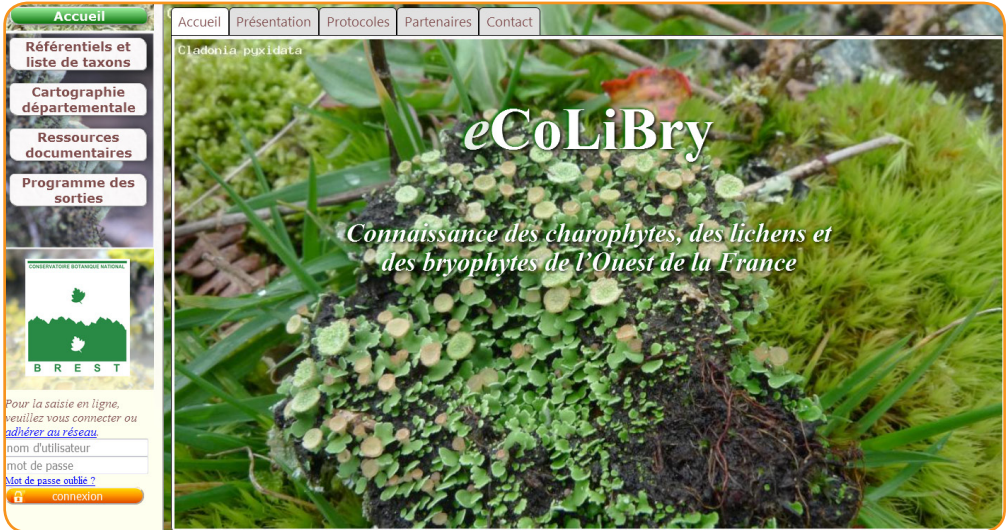 Accueil
Référentiels et
liste de taxons
Cartographie
départementale
Ressources
documentaires
Programme des
sorties
CONSERVATOIRE BOTANIQUE NATIONAL
BREST
Pour la saisie en ligne,
veuillez vous connecter ou
adhérer au réseau.
nom d'utilisateur
mot de passe
Mot de passe oublié ?
connexion
Accueil Présentation Protocoles Partenaires Contact
Cladonia pyxidata
eCoLiBry
Connaissance des charophytes, des lichens et
des bryophytes de l’Ouest de la France